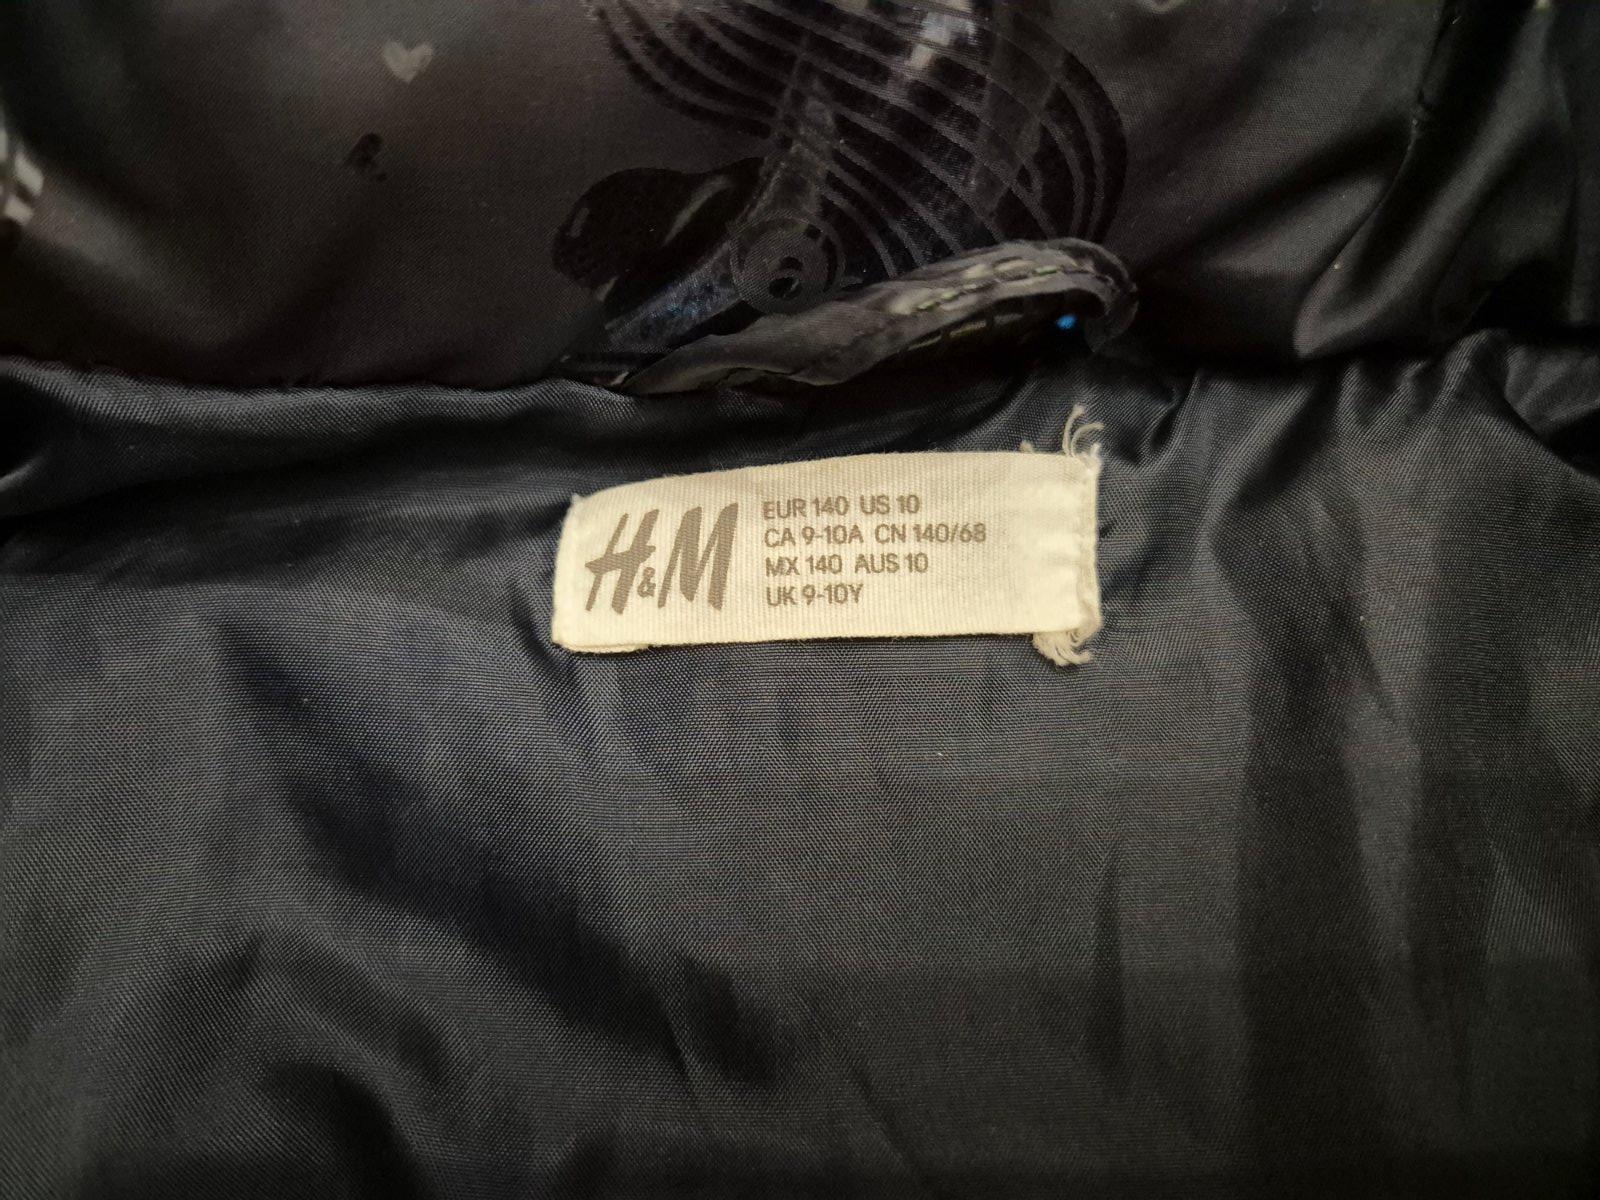 H&M
EUR 140 US 10
CA 9-10A CN 140/68
MX 140 AUS 10
UK 9-10Y